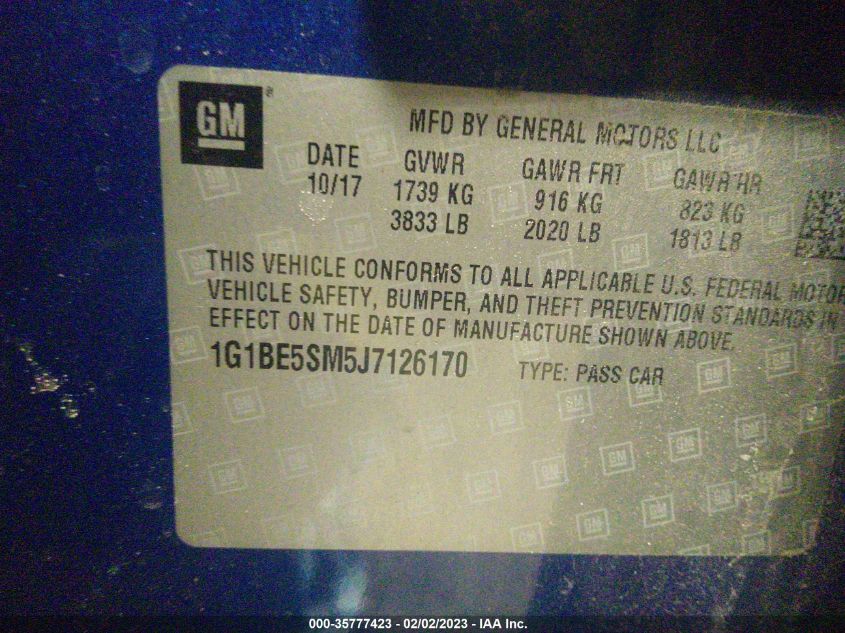 GM ®
MFD BY GENERAL MOTORS LLC
DATE GVWR GAWR FRT GAWR RR
10/17 1739 KG 916 KG 823 KG
3833 LB 2020 LB 1813 LB
THIS VEHICLE CONFORMS TO ALL APPLICABLE U.S. FEDERAL MOTOR
VEHICLE SAFETY, BUMPER, AND THEFT PREVENTION STANDARDS IN
EFFECT ON THE DATE OF MANUFACTURE SHOWN ABOVE.
1G1BE5SM5J7126170 TYPE: PASS CAR
000-35777423 - 02/02/2023 - IAA Inc.